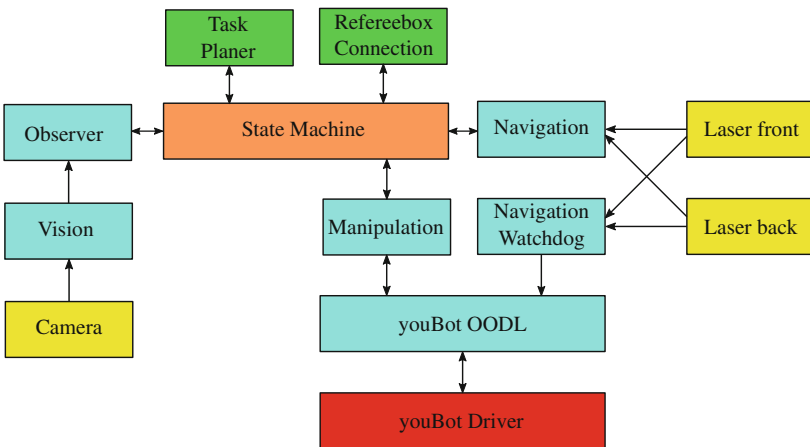 Task
Planer
Refereebox
Connection
Observer
State Machine
Navigation
Laser front
Vision
Manipulation
Navigation
Watchdog
Laser back
Camera
youBot OODL
youBot Driver